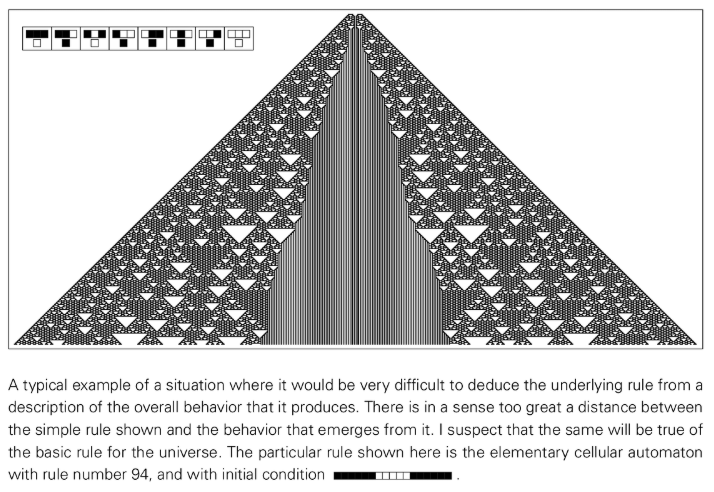 A typical example of a situation where it would be very difficult to deduce the underlying rule from a
description of the overall behavior that it produces. There is in a sense too great a distance between
the simple rule shown and the behavior that emerges from it. I suspect that the same will be true of
the basic rule for the universe. The particular rule shown here is the elementary cellular automaton
with rule number 94, and with initial condition .